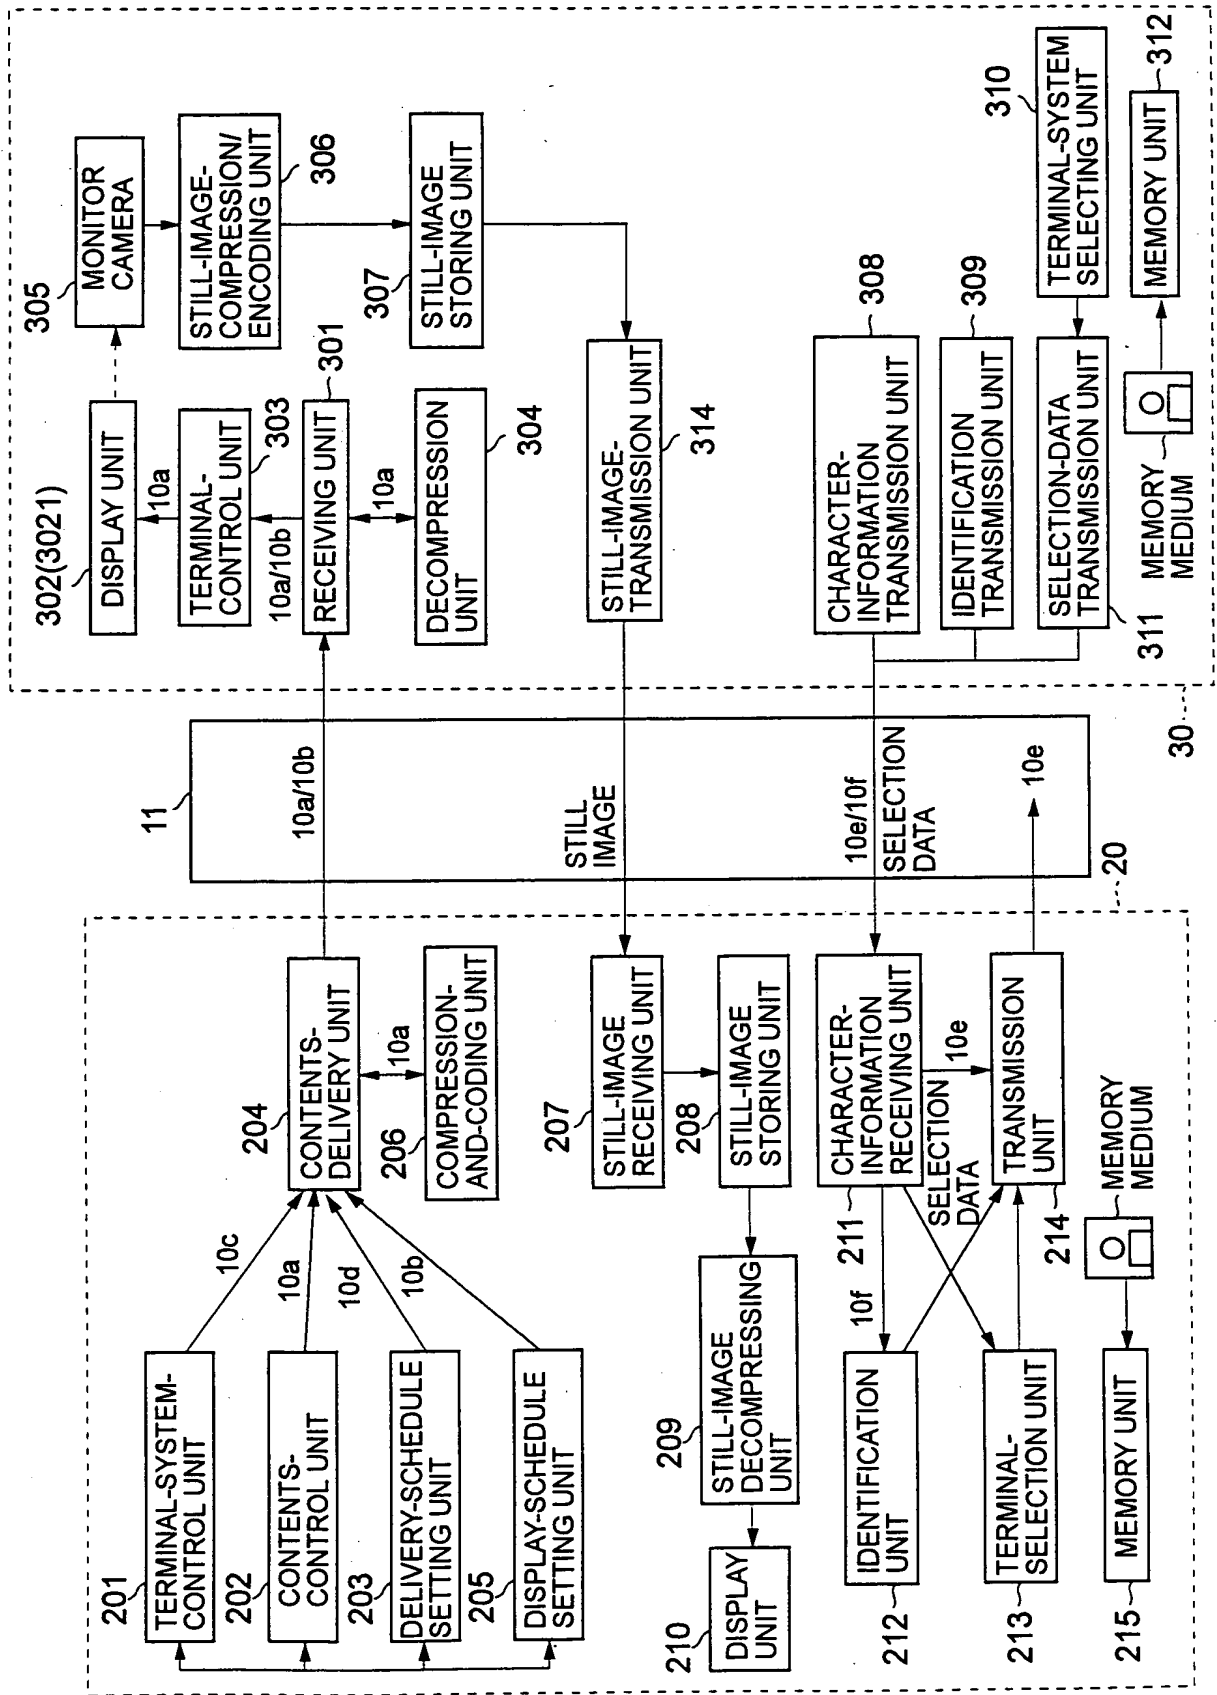 201
TERMINAL-SYSTEM-
CONTROL UNIT
202
CONTENTS-
CONTROL UNIT
203
DELIVERY-SCHEDULE
SETTING UNIT
205
DISPLAY-SCHEDULE
SETTING UNIT
10c
10a
10d
10b
204
CONTENTS-
DELIVERY UNIT
10a
206
COMPRESSION-
AND-CODING UNIT
207
STILL-IMAGE
RECEIVING UNIT
208
STILL-IMAGE
STORING UNIT
209
STILL-IMAGE
DECOMPRESSING
UNIT
210
DISPLAY
UNIT
211
CHARACTER-
INFORMATION
RECEIVING UNIT
10f
SELECTION
DATA
10e
212
IDENTIFICATION
UNIT
213
TERMINAL-
SELECTION UNIT
214
TRANSMISSION
UNIT
215
MEMORY UNIT
MEMORY
MEDIUM
20
11
10a/10b
STILL
IMAGE
10e/10f
SELECTION
DATA
10e
30
302(3021)
DISPLAY UNIT
10a
TERMINAL-
CONTROL UNIT
303
10a/10b
RECEIVING UNIT
301
10a
DECOMPRESSION
UNIT
304
305
MONITOR
CAMERA
STILL-IMAGE-
COMPRESSION/
ENCODING UNIT
306
307
STILL-IMAGE
STORING UNIT
STILL-IMAGE-
TRANSMISSION UNIT
314
CHARACTER-
INFORMATION
TRANSMISSION UNIT
308
IDENTIFICATION
TRANSMISSION UNIT
309
SELECTION-DATA
TRANSMISSION UNIT
311
310
TERMINAL-SYSTEM
SELECTING UNIT
MEMORY
MEDIUM
MEMORY UNIT
312